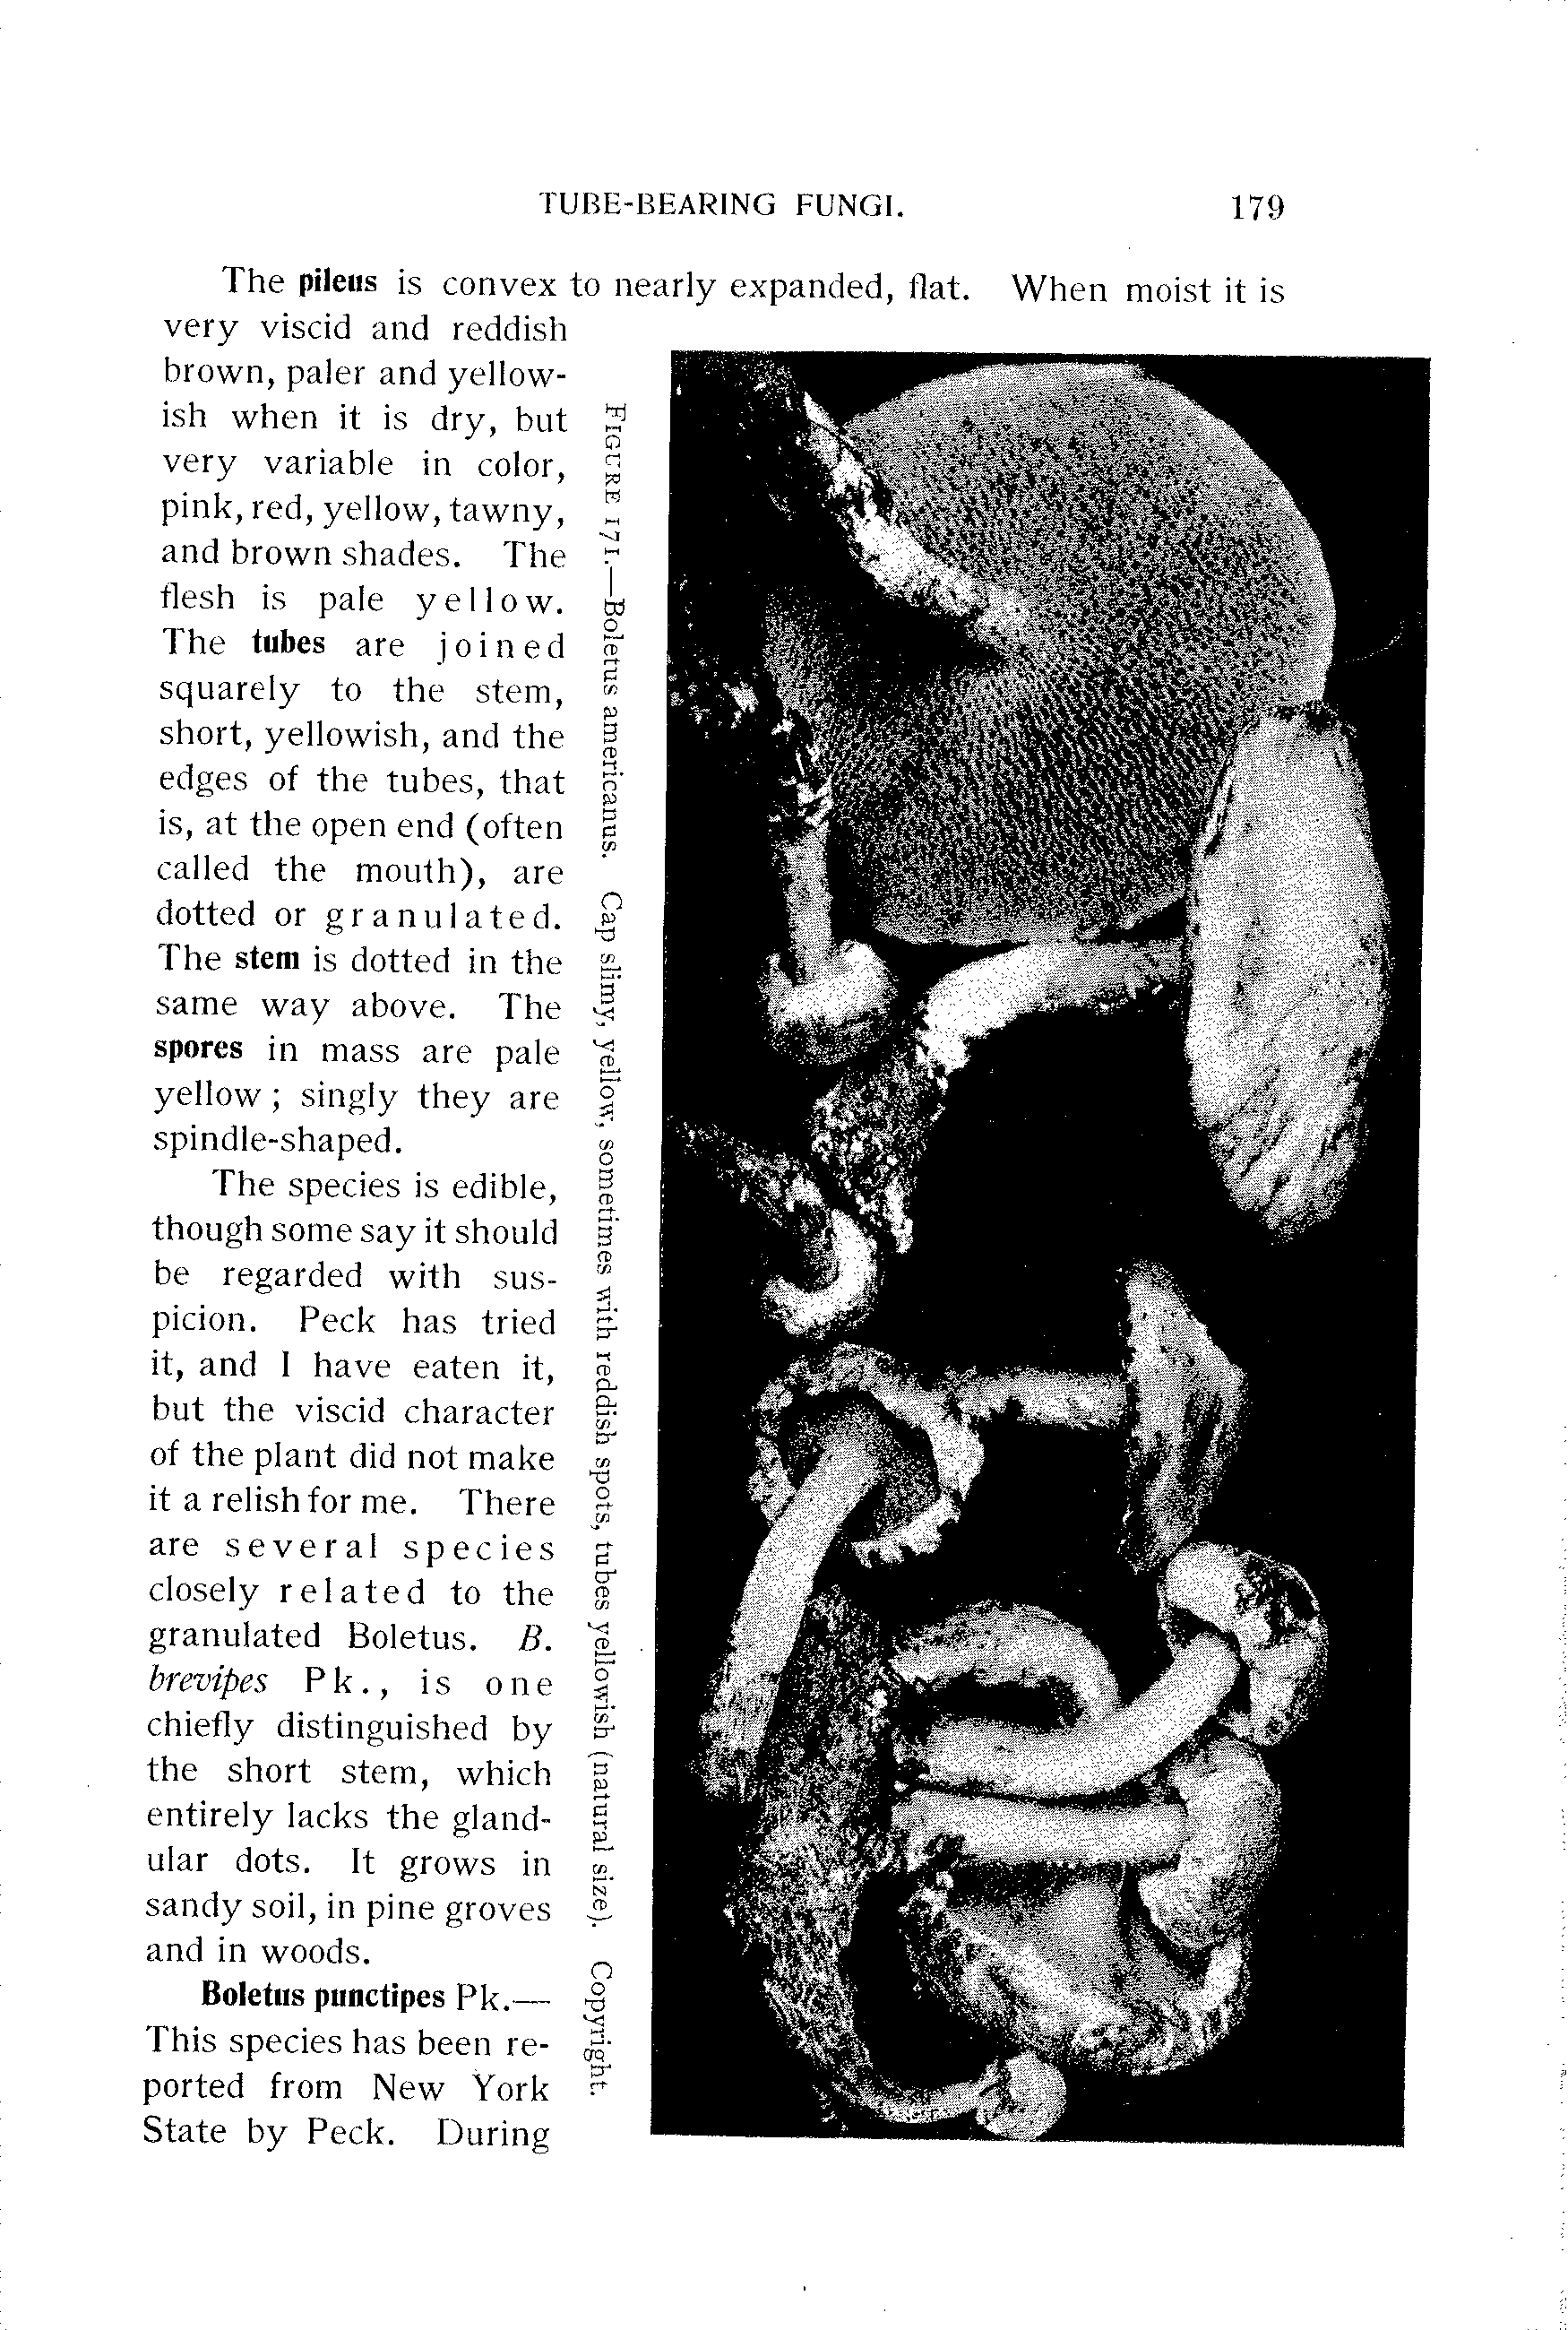 TUBE-BEARING FUNGI. 179
The pileus is convex to nearly expanded, flat. When moist it is
very viscid and reddish
brown, paler and yellow-
ish when it is dry, but
very variable in color,
pink, red, yellow, tawny,
and brown shades. The
flesh is pale yellow.
The tubes are joined
squarely to the stem,
short, yellowish, and the
edges of the tubes, that
is, at the open end (often
called the mouth), are
dotted or granulated.
The stem is dotted in the
same way above. The
spores in mass are pale
yellow; singly they are
spindle-shaped.
The species is edible,
though some say it should
be regarded with sus-
picion. Peck has tried
it, and I have eaten it,
but the viscid character
of the plant did not make
it a relish for me. There
are several species
closely related to the
granulated Boletus. B.
brevipes Pk., is one
chiefly distinguished by
the short stem, which
entirely lacks the gland-
ular dots. It grows in
sandy soil, in pine groves
and in woods.
Boletus punctipes Pk.—
This species has been re-
ported from New York
State by Peck. During
FIGURE 171.—Boletus americanus. Cap slimy, yellow, sometimes with reddish spots, tubes yellowish (natural size). Copyright.